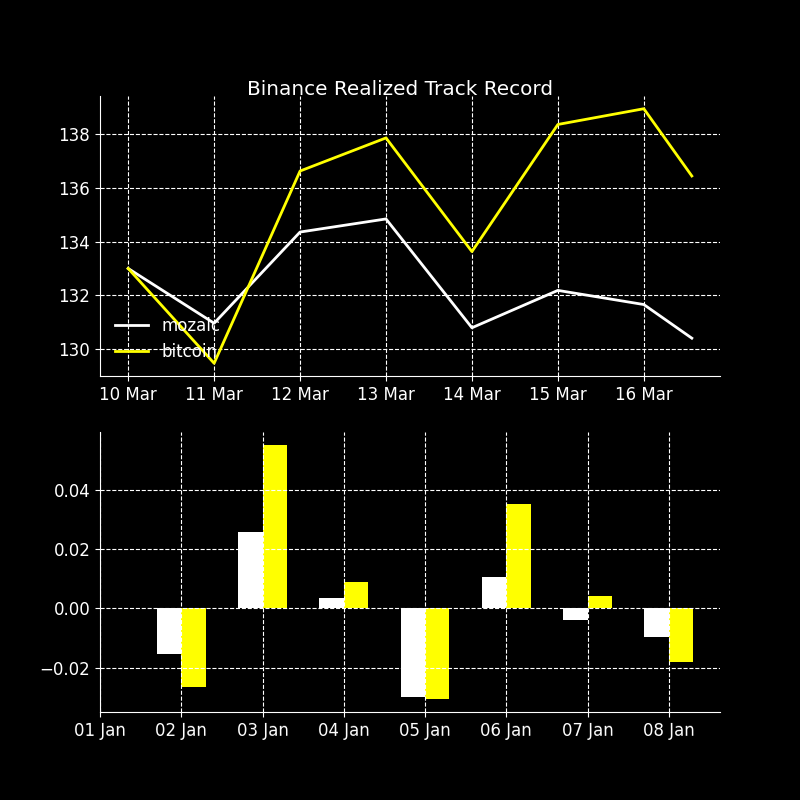 Binance Realized Track Record
138
136
134
132
130
mozaic
bitcoin
10 Mar 11 Mar 12 Mar 13 Mar 14 Mar 15 Mar 16 Mar
0.04
0.02
0.00
−0.02
01 Jan 02 Jan 03 Jan 04 Jan 05 Jan 06 Jan 07 Jan 08 Jan